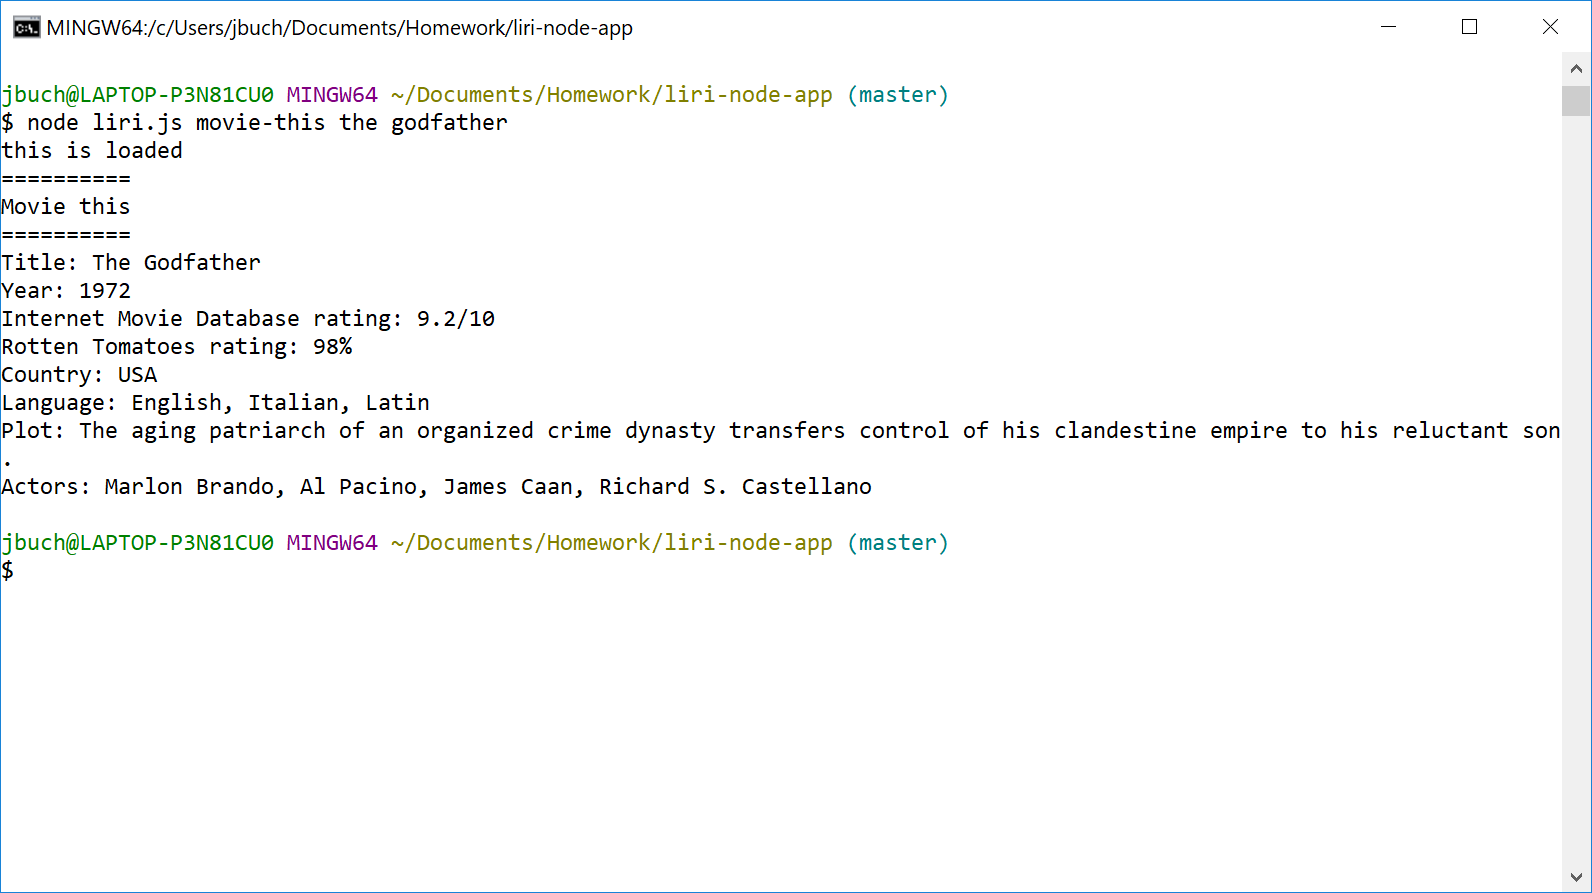 MINGW64:/c/Users/jbuch/Documents/Homework/liri-node-app
jbuch@LAPTOP-P3N81CU0 MINGW64 ~/Documents/Homework/liri-node-app (master)
$ node liri.js movie-this the godfather
this is loaded
==========
Movie this
==========
Title: The Godfather
Year: 1972
Internet Movie Database rating: 9.2/10
Rotten Tomatoes rating: 98%
Country: USA
Language: English, Italian, Latin
Plot: The aging patriarch of an organized crime dynasty transfers control of his clandestine empire to his reluctant son
.
Actors: Marlon Brando, Al Pacino, James Caan, Richard S. Castellano
jbuch@LAPTOP-P3N81CU0 MINGW64 ~/Documents/Homework/liri-node-app (master)
$